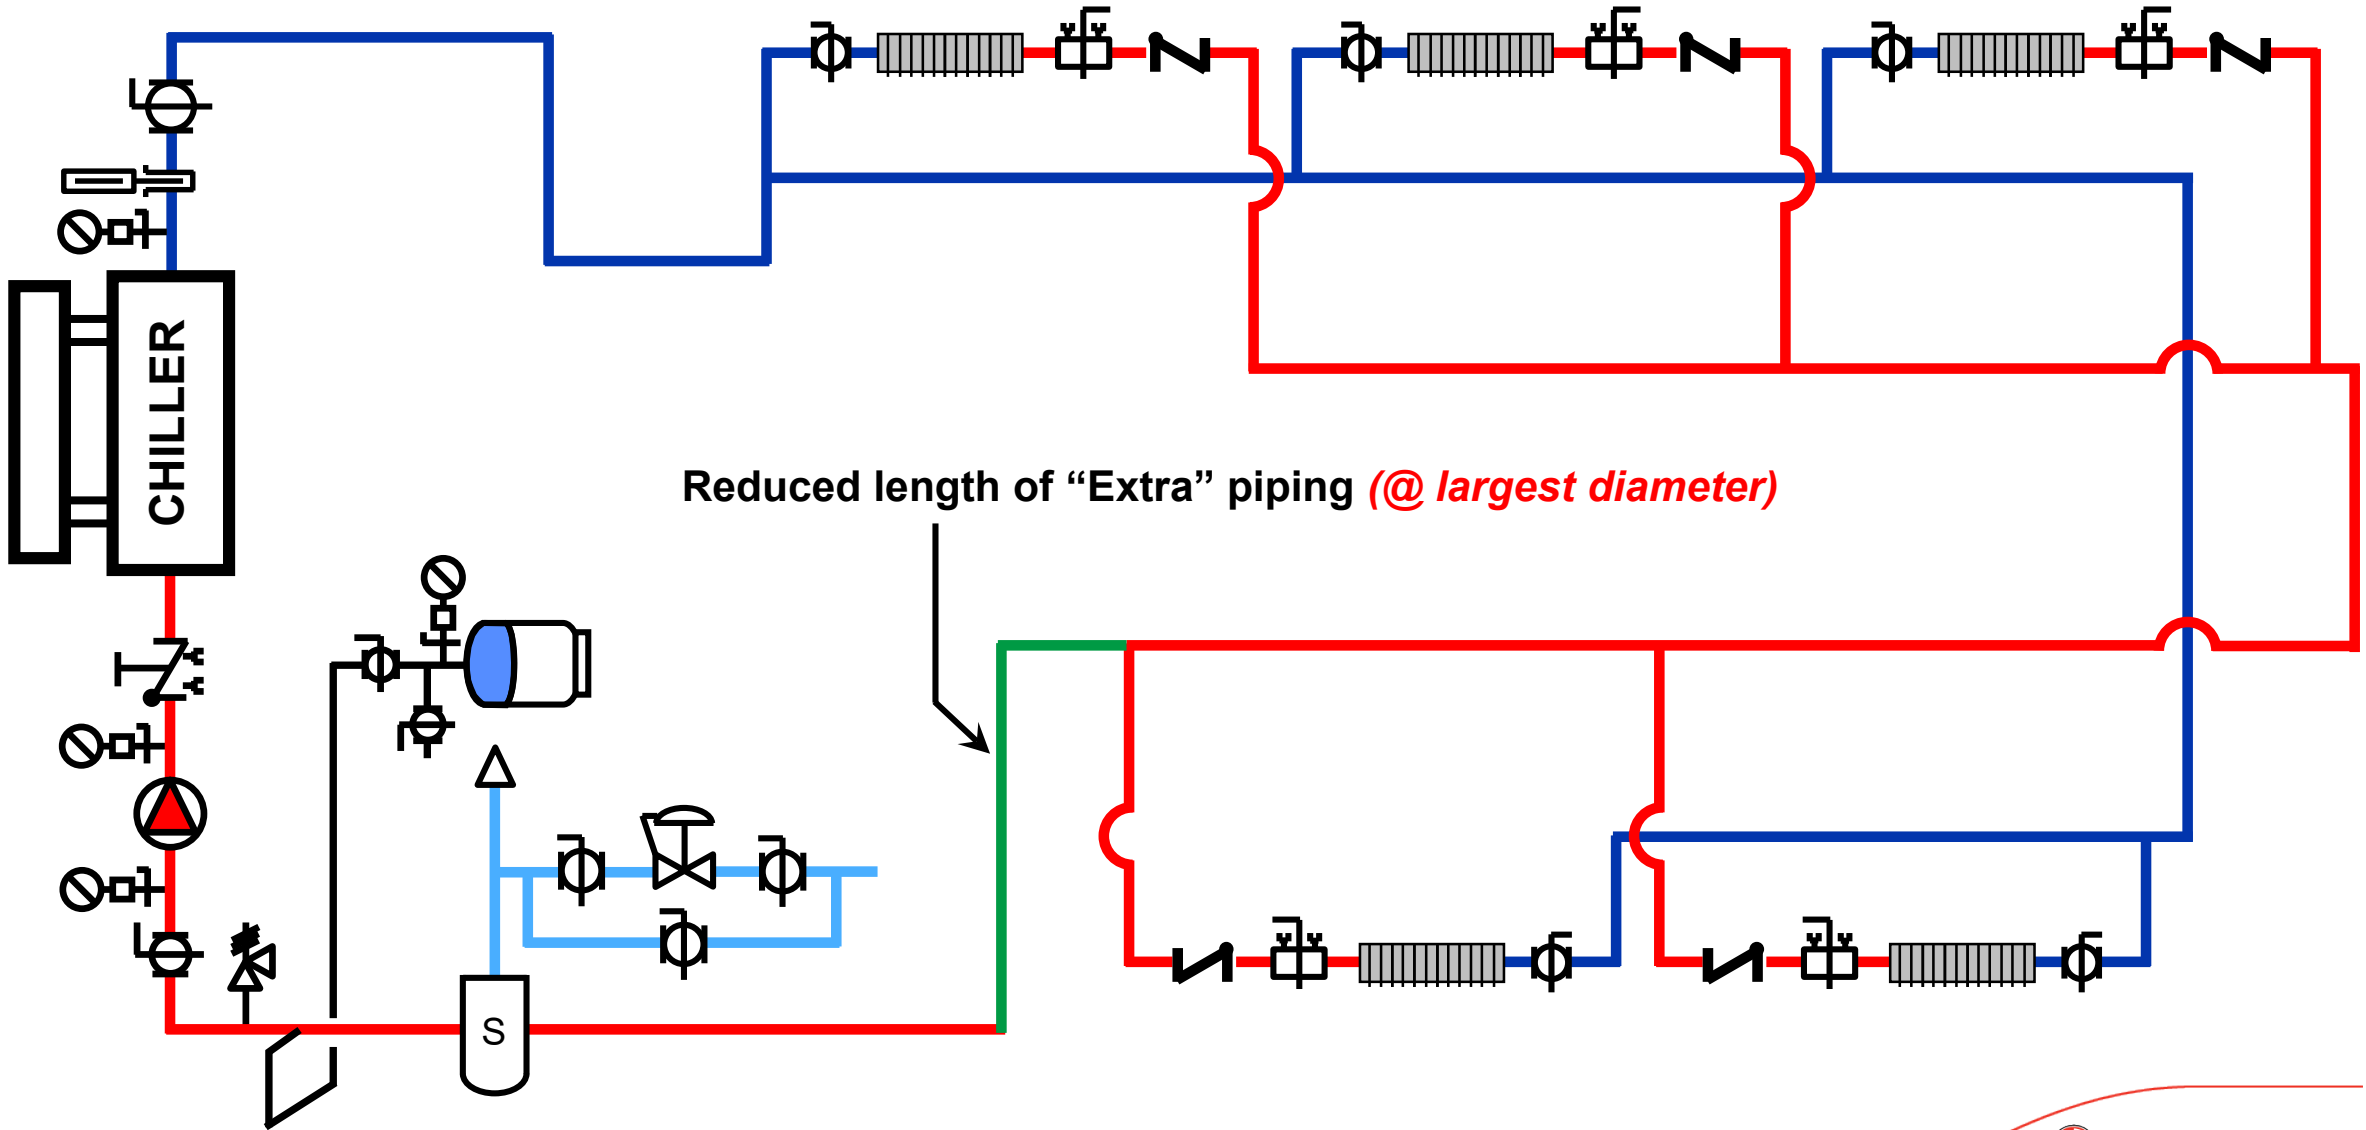 CHILLER
Reduced length of “Extra” piping (@ largest diameter)
S